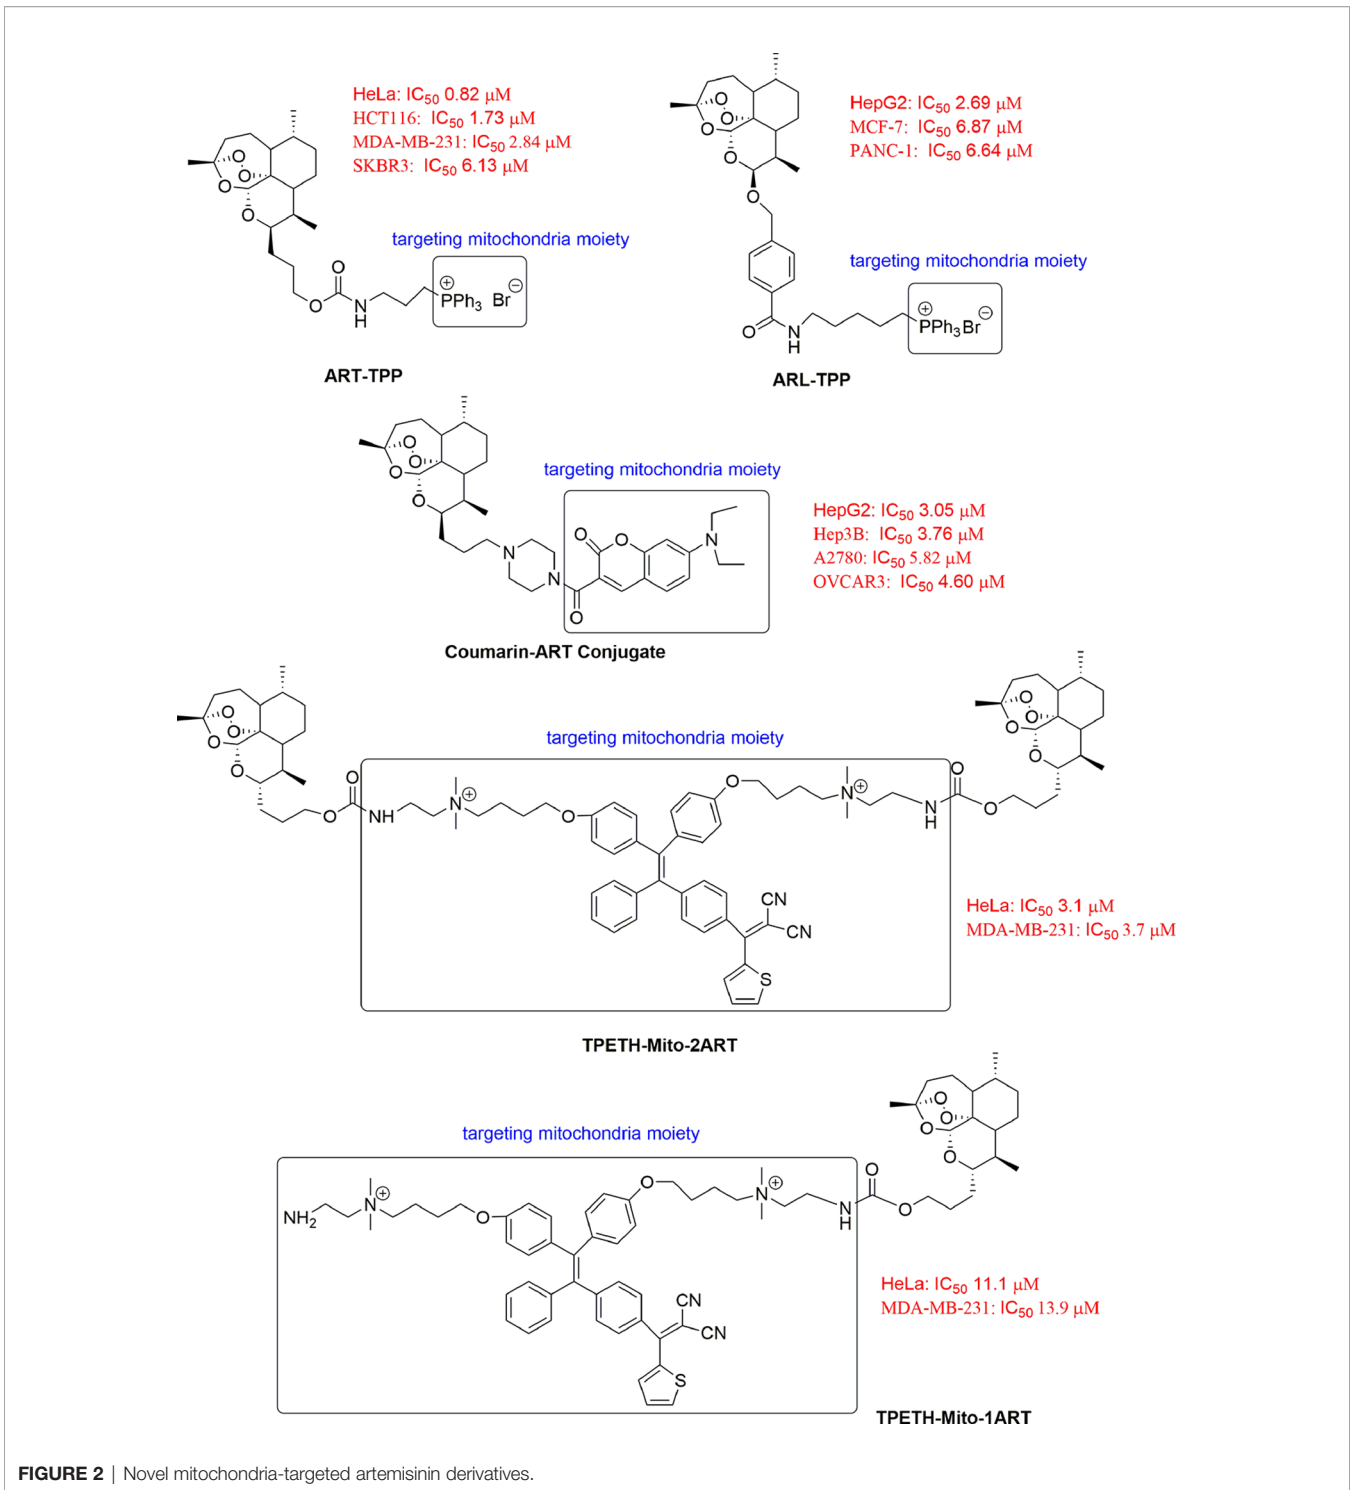 HeLa: IC50 0.82 μM
HCT116: IC50 1.73 μM
MDA-MB-231: IC50 2.84 μM
SKBR3: IC50 6.13 μM
targeting mitochondria moiety
O
O
O
O
O
O
N
H
⊕
PPh3 Br⊖
ART-TPP
HepG2: IC50 2.69 μM
MCF-7: IC50 6.87 μM
PANC-1: IC50 6.64 μM
targeting mitochondria moiety
O
O
O
O
O
O
N
H
⊕
PPh3Br⊖
ARL-TPP
targeting mitochondria moiety
O
O
O
O
N
N
O
O
O
N
HepG2: IC50 3.05 μM
Hep3B: IC50 3.76 μM
A2780: IC50 5.82 μM
OVCAR3: IC50 4.60 μM
Coumarin-ART Conjugate
targeting mitochondria moiety
O
O
O
O
O
O
NH
N⊕
O
O
N⊕
N
H
O
O
O
O
O
O
CN
CN
S
HeLa: IC50 3.1 μM
MDA-MB-231: IC50 3.7 μM
TPETH-Mito-2ART
targeting mitochondria moiety
NH2
N⊕
O
O
N⊕
N
H
O
O
O
O
O
O
CN
CN
S
HeLa: IC50 11.1 μM
MDA-MB-231: IC50 13.9 μM
TPETH-Mito-1ART
FIGURE 2 | Novel mitochondria-targeted artemisinin derivatives.